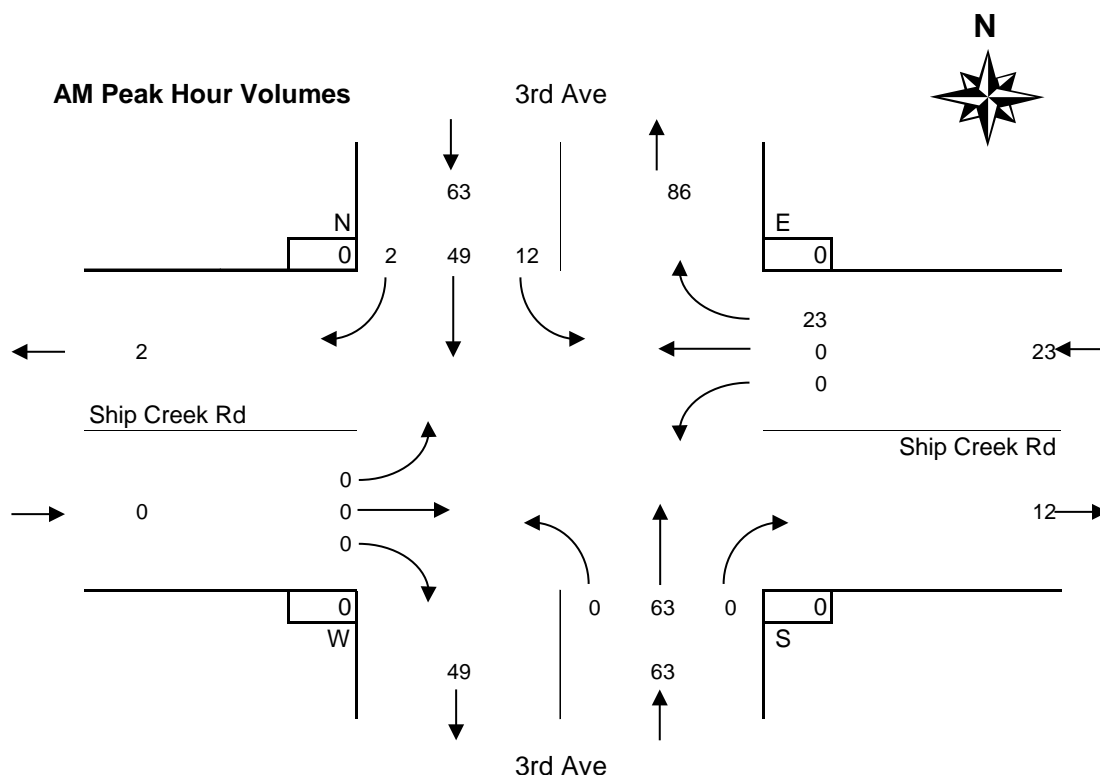 N
AM Peak Hour Volumes 3rd Ave
63 86
N E
0 2 49 12 0
23
2 0 23
0
Ship Creek Rd
Ship Creek Rd
0
0 0 12
0
0 0 63 0 0
W S
49 63
3rd Ave